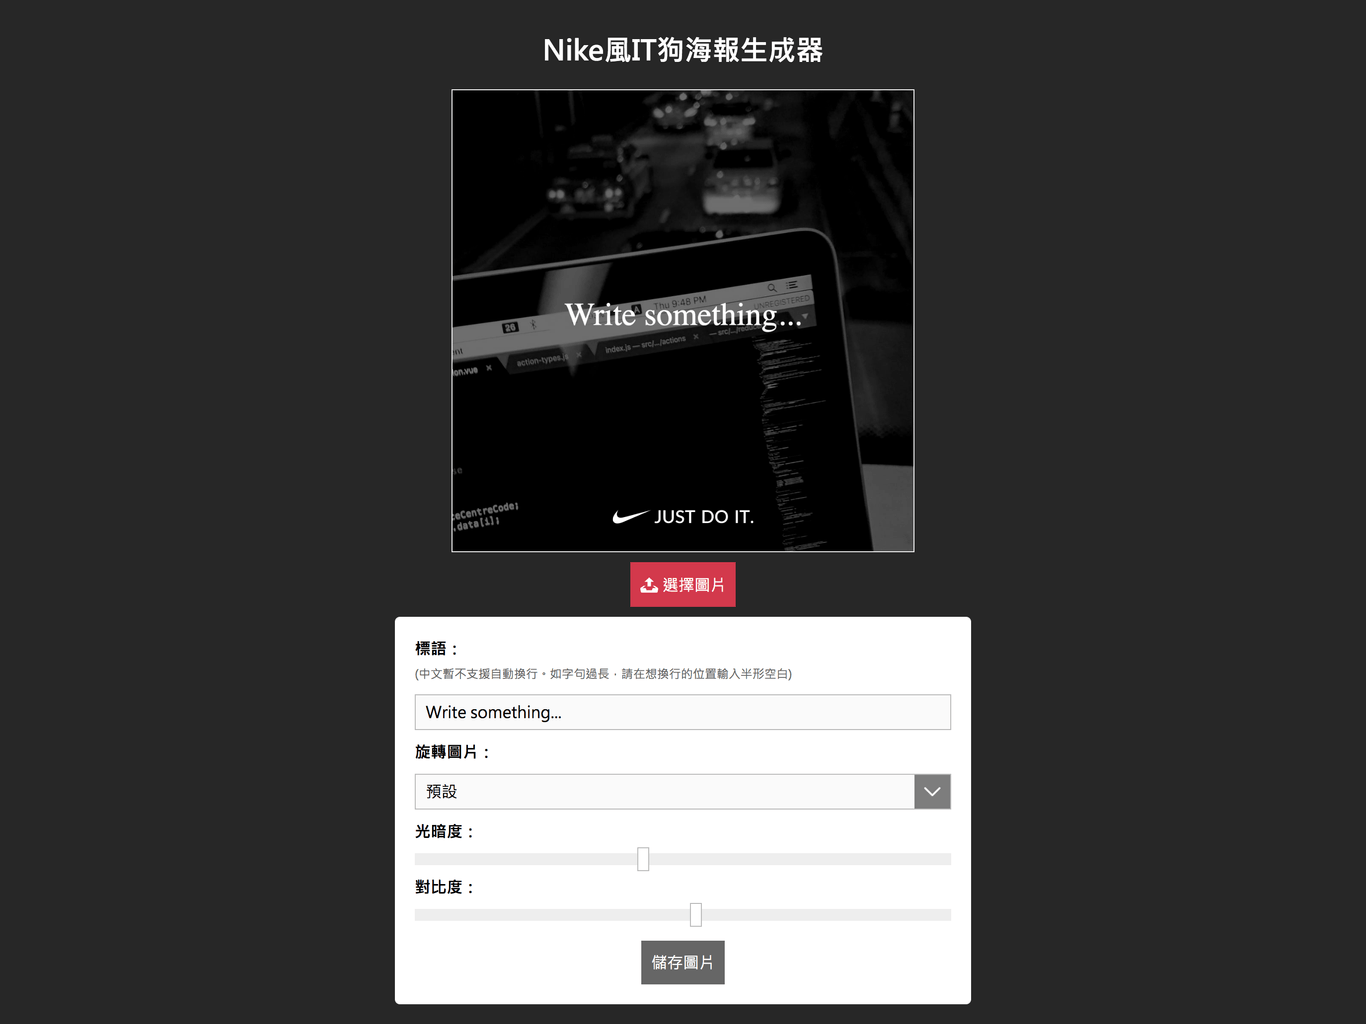 Nike風IT狗海報生成器
Thu 9:48 PM
UNREGISTERED
26
Write something...
action-types.js
index.js — src/.../actions
eCentreCode;
.data[i];
JUST DO IT.
選擇圖片
標語：
(中文暫不支援自動換行。如字句過長，請在想換行的位置輸入半形空白)
Write something...
旋轉圖片：
預設
光暗度：
對比度：
儲存圖片